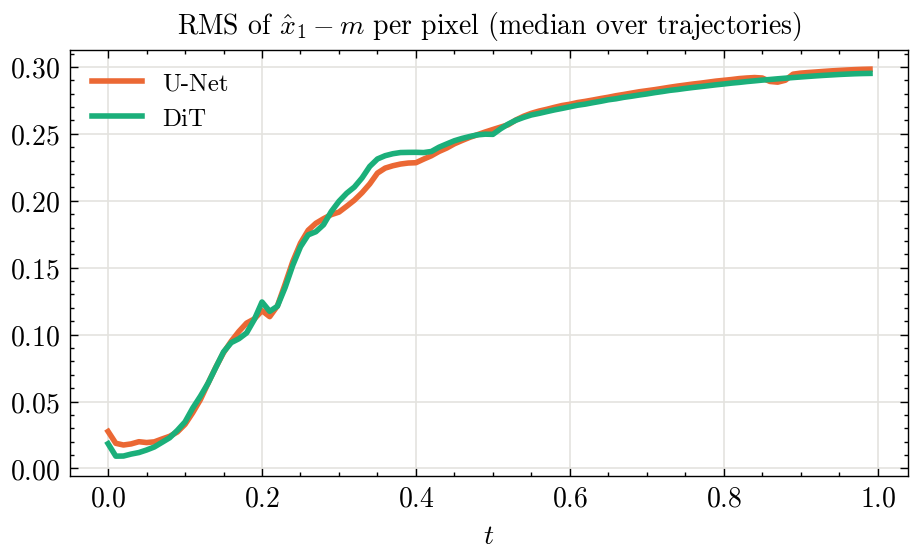 RMS of x̂₁ − m per pixel (median over trajectories)
U-Net
DiT
0.30
0.25
0.20
0.15
0.10
0.05
0.00
0.0 0.2 0.4 0.6 0.8 1.0
t